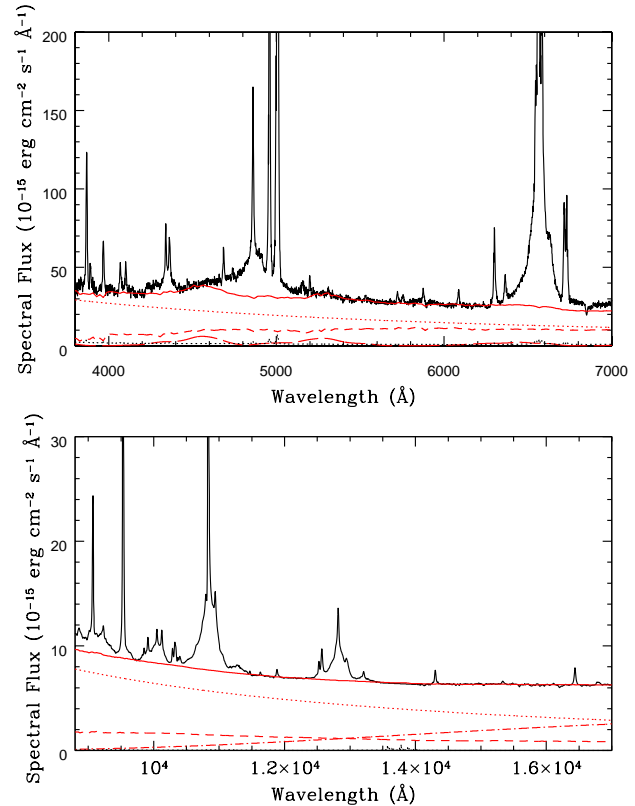 200
150
100
50
0
Spectral Flux (10⁻¹⁵ erg cm⁻² s⁻¹ Å⁻¹)
4000 5000 6000 7000
Wavelength (Å)
30
20
10
0
Spectral Flux (10⁻¹⁵ erg cm⁻² s⁻¹ Å⁻¹)
10⁴ 1.2×10⁴ 1.4×10⁴ 1.6×10⁴
Wavelength (Å)